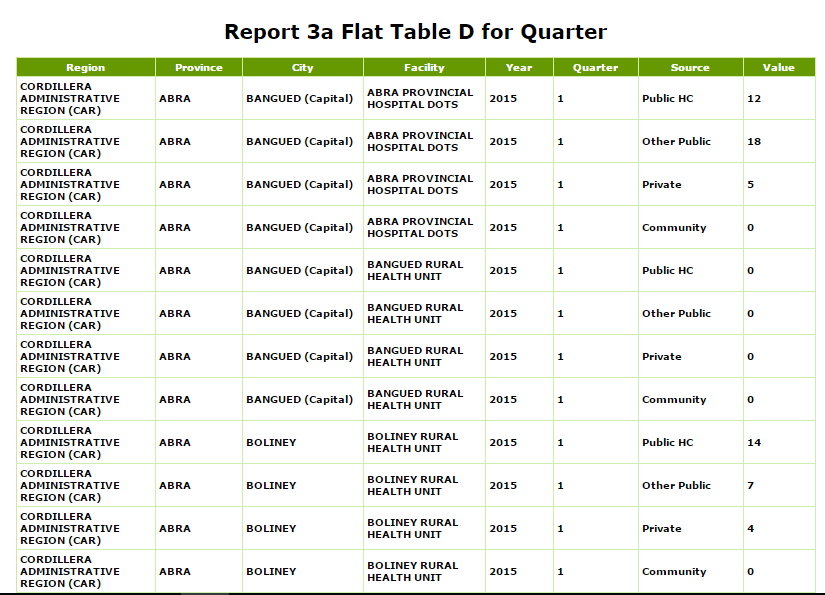 Report 3a Flat Table D for Quarter
Region Province City Facility Year Quarter Source Value
CORDILLERA
ADMINISTRATIVE
REGION (CAR)
ABRA
BANGUED (Capital)
ABRA PROVINCIAL
HOSPITAL DOTS
2015
1
Public HC
12
CORDILLERA
ADMINISTRATIVE
REGION (CAR)
ABRA
BANGUED (Capital)
ABRA PROVINCIAL
HOSPITAL DOTS
2015
1
Other Public
18
CORDILLERA
ADMINISTRATIVE
REGION (CAR)
ABRA
BANGUED (Capital)
ABRA PROVINCIAL
HOSPITAL DOTS
2015
1
Private
5
CORDILLERA
ADMINISTRATIVE
REGION (CAR)
ABRA
BANGUED (Capital)
ABRA PROVINCIAL
HOSPITAL DOTS
2015
1
Community
0
CORDILLERA
ADMINISTRATIVE
REGION (CAR)
ABRA
BANGUED (Capital)
BANGUED RURAL
HEALTH UNIT
2015
1
Public HC
0
CORDILLERA
ADMINISTRATIVE
REGION (CAR)
ABRA
BANGUED (Capital)
BANGUED RURAL
HEALTH UNIT
2015
1
Other Public
0
CORDILLERA
ADMINISTRATIVE
REGION (CAR)
ABRA
BANGUED (Capital)
BANGUED RURAL
HEALTH UNIT
2015
1
Private
0
CORDILLERA
ADMINISTRATIVE
REGION (CAR)
ABRA
BANGUED (Capital)
BANGUED RURAL
HEALTH UNIT
2015
1
Community
0
CORDILLERA
ADMINISTRATIVE
REGION (CAR)
ABRA
BOLINEY
BOLINEY RURAL
HEALTH UNIT
2015
1
Public HC
14
CORDILLERA
ADMINISTRATIVE
REGION (CAR)
ABRA
BOLINEY
BOLINEY RURAL
HEALTH UNIT
2015
1
Other Public
7
CORDILLERA
ADMINISTRATIVE
REGION (CAR)
ABRA
BOLINEY
BOLINEY RURAL
HEALTH UNIT
2015
1
Private
4
CORDILLERA
ADMINISTRATIVE
REGION (CAR)
ABRA
BOLINEY
BOLINEY RURAL
HEALTH UNIT
2015
1
Community
0